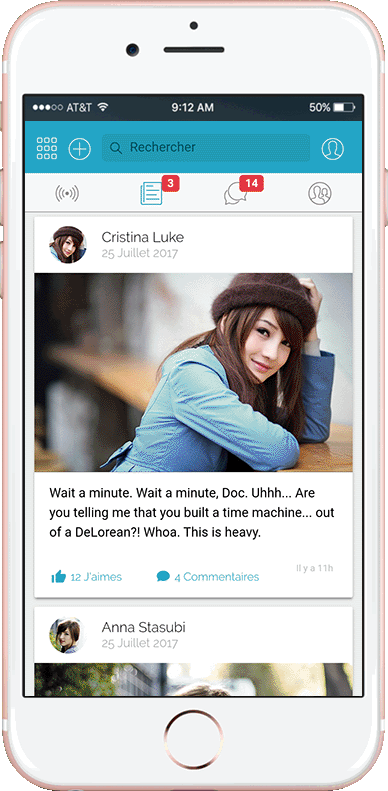 AT&T 9:12 AM 50%
Rechercher
3 14
Cristina Luke
25 Juillet 2017
Wait a minute. Wait a minute, Doc. Uhhh... Are
you telling me that you built a time machine... out
of a DeLorean?! Whoa. This is heavy.
12 J'aimes 4 Commentaires Il y a 11h
Anna Stasubi
25 Juillet 2017